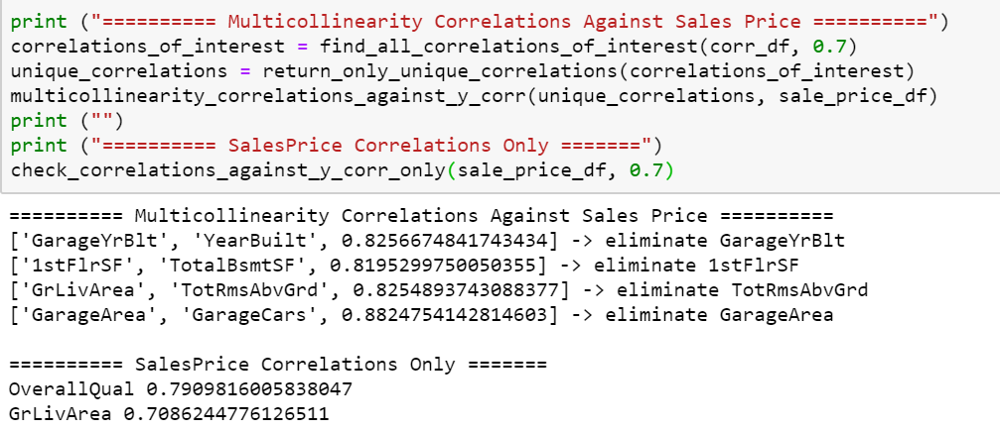 print ("========== Multicollinearity Correlations Against Sales Price ==========")
correlations_of_interest = find_all_correlations_of_interest(corr_df, 0.7)
unique_correlations = return_only_unique_correlations(correlations_of_interest)
multicollinearity_correlations_against_y_corr(unique_correlations, sale_price_df)
print ("")
print ("========== SalesPrice Correlations Only =======")
check_correlations_against_y_corr_only(sale_price_df, 0.7)
========== Multicollinearity Correlations Against Sales Price ==========
['GarageYrBlt', 'YearBuilt', 0.8256674841743434] -> eliminate GarageYrBlt
['1stFlrSF', 'TotalBsmtSF', 0.8195299750050355] -> eliminate 1stFlrSF
['GrLivArea', 'TotRmsAbvGrd', 0.8254893743088377] -> eliminate TotRmsAbvGrd
['GarageArea', 'GarageCars', 0.8824754142814603] -> eliminate GarageArea
========== SalesPrice Correlations Only =======
OverallQual 0.7909816005838047
GrLivArea 0.7086244776126511